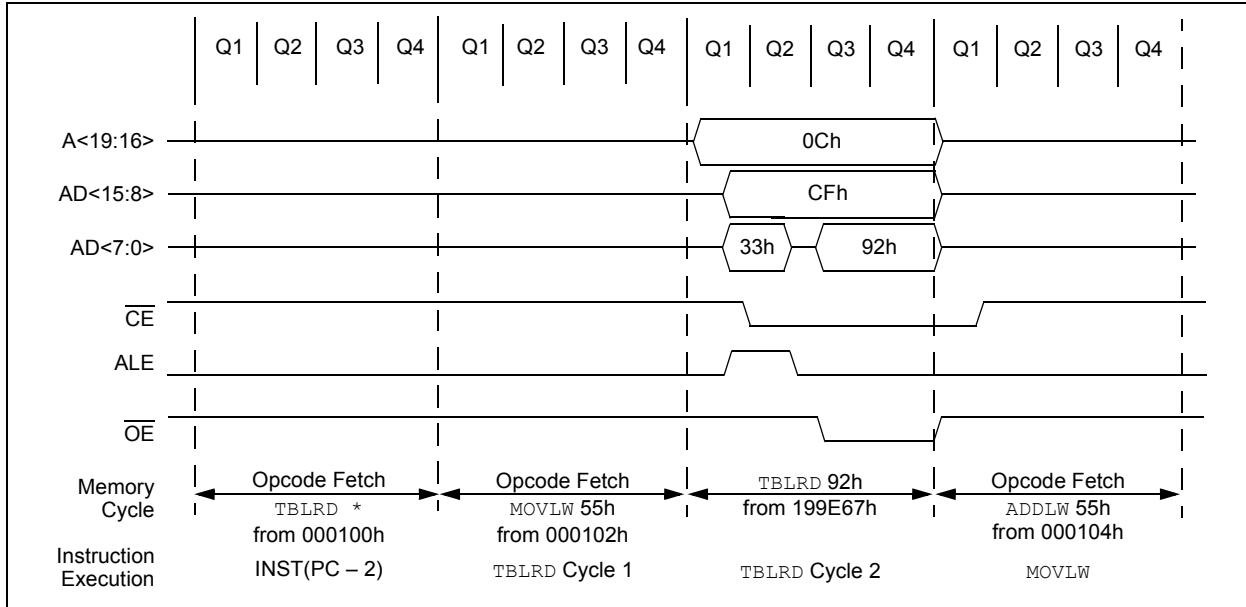 Q1 Q2 Q3 Q4 Q1 Q2 Q3 Q4 Q1 Q2 Q3 Q4 Q1 Q2 Q3 Q4
A<19:16> 0Ch
AD<15:8> CFh
AD<7:0> 33h 92h
CE
ALE
OE
Memory Cycle
Opcode Fetch
TBLRD *
from 000100h
Opcode Fetch
MOVLW 55h
from 000102h
TBLRD 92h
from 199E67h
Opcode Fetch
ADDLW 55h
from 000104h
Instruction Execution
INST(PC – 2)
TBLRD Cycle 1
TBLRD Cycle 2
MOVLW